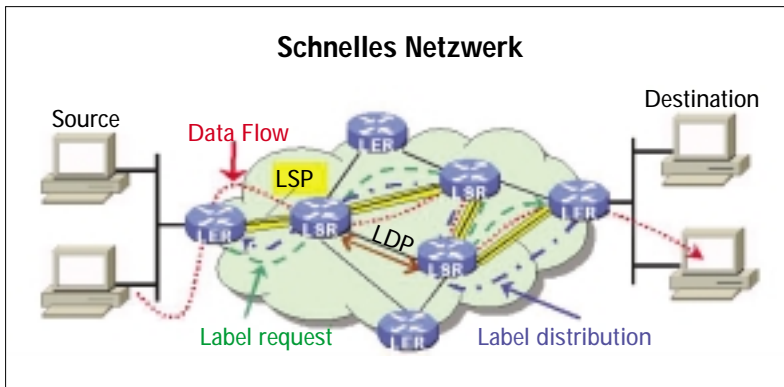 Schnelles Netzwerk
Source
Destination
Data Flow
LER
LSP
LSR
LER
LER
LSR
LDP
LSR
Label request
LER
Label distribution